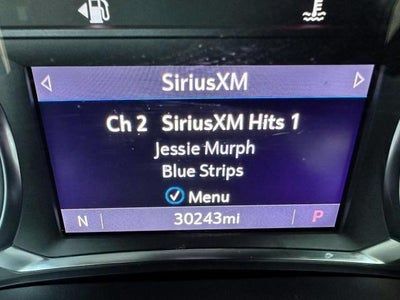 SiriusXM
Ch 2 SiriusXM Hits 1
Jessie Murph
Blue Strips
Menu
N 30243mi P